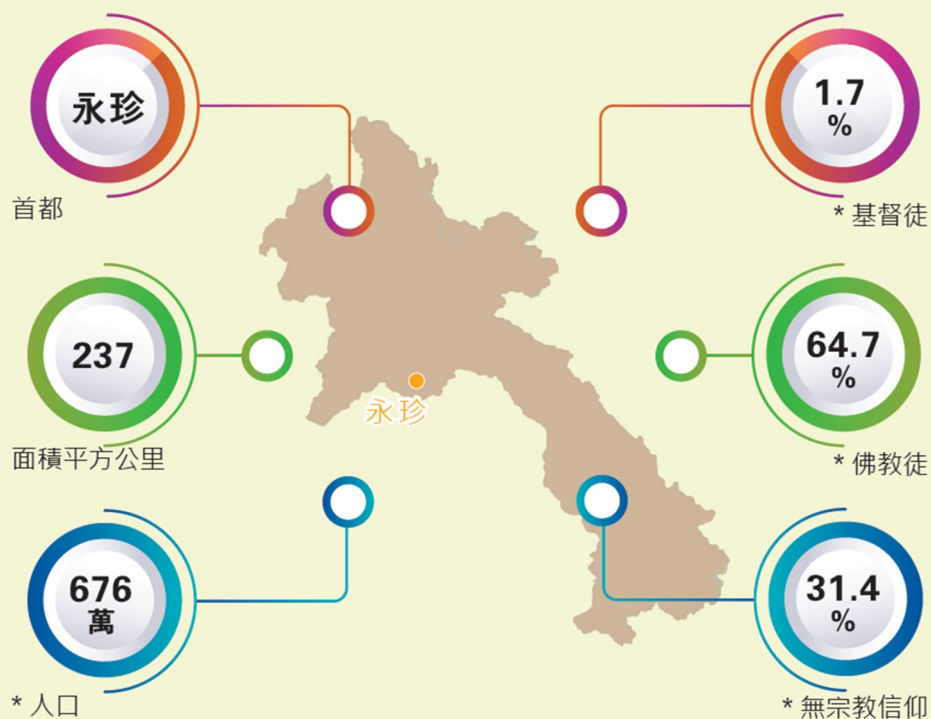 永珍
首都
237
面積平方公里
676
萬
* 人口
永珍
1.7
%
* 基督徒
64.7
%
* 佛教徒
31.4
%
* 無宗教信仰